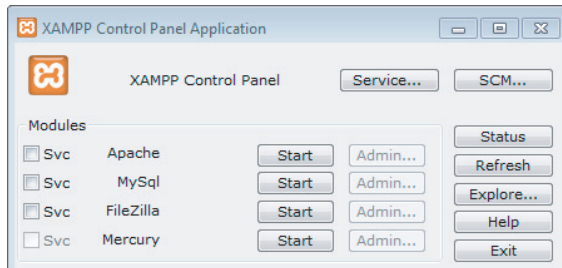 XAMPP Control Panel Application
XAMPP Control Panel Service... SCM...
Modules
Svc Apache Start Admin...
Svc MySql Start Admin...
Svc FileZilla Start Admin...
Svc Mercury Start Admin...
Status
Refresh
Explore...
Help
Exit